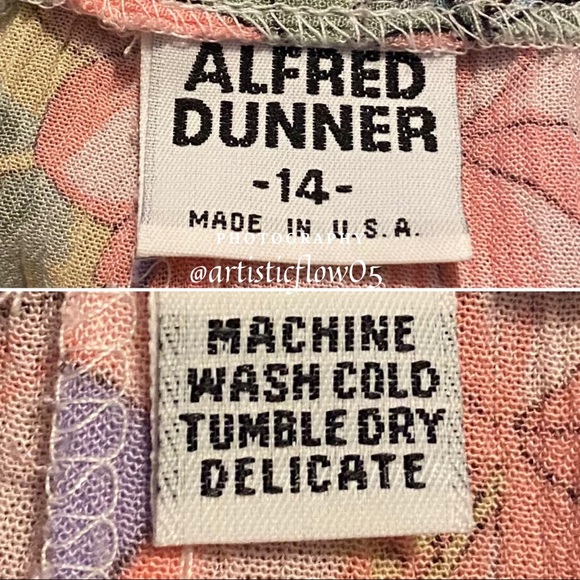 ALFRED
DUNNER
-14-
MADE IN U.S.A.
PHOTOGRAPHY
@artisticflow05
MACHINE
WASH COLD
TUMBLE DRY
DELICATE